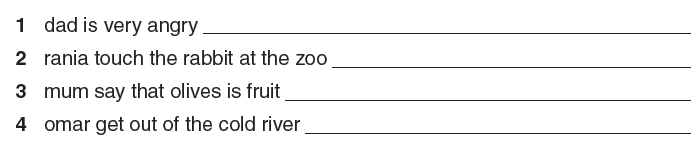 1 dad is very angry
2 rania touch the rabbit at the zoo
3 mum say that olives is fruit
4 omar get out of the cold river